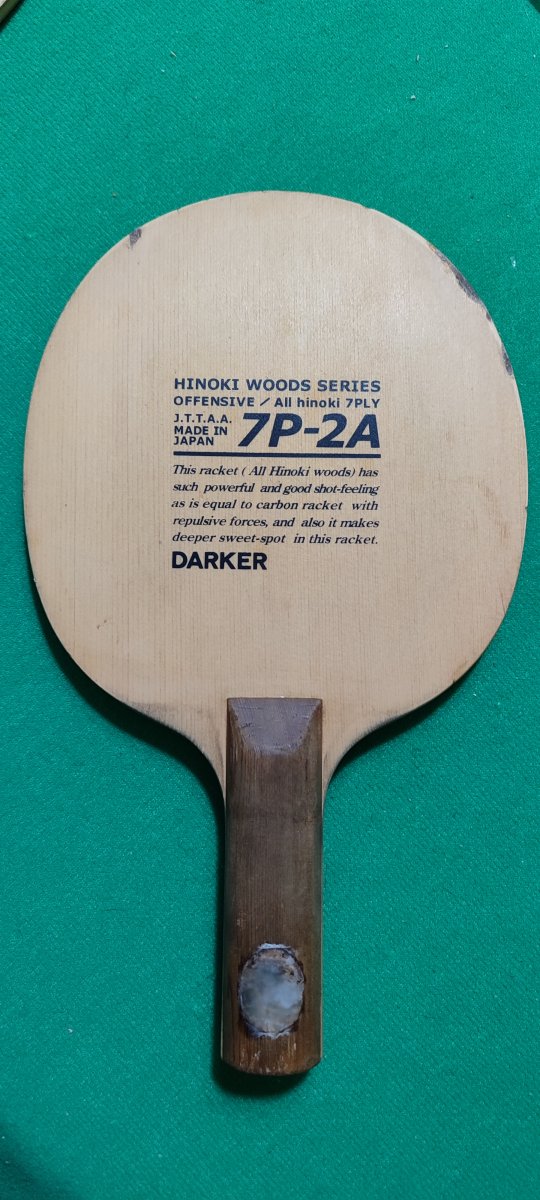 HINOKI WOODS SERIES
OFFENSIVE / All hinoki 7PLY
J.T.T.A.A.
MADE IN
JAPAN
7P-2A
This racket ( All Hinoki woods) has
such powerful and good shot-feeling
as is equal to carbon racket with
repulsive forces, and also it makes
deeper sweet-spot in this racket.
DARKER